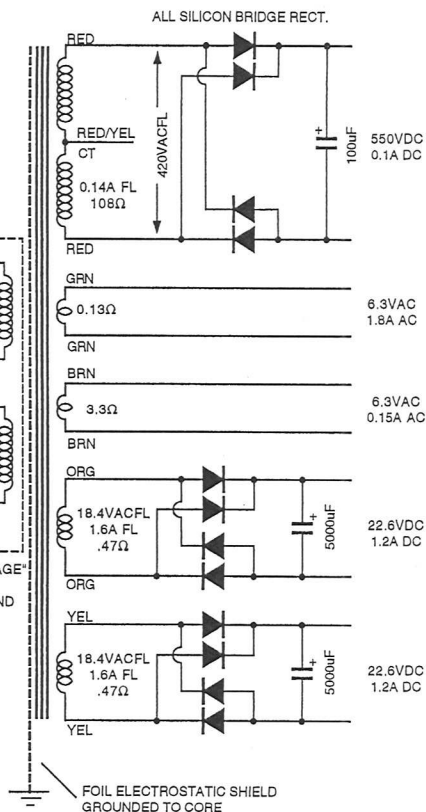 ALL SILICON BRIDGE RECT.
RED
RED/YEL
CT
420VACFL
0.14A FL
108Ω
RED
+
100uF
550VDC
0.1A DC
GRN
0.13Ω
GRN
6.3VAC
1.8A AC
BRN
3.3Ω
BRN
6.3VAC
0.15A AC
ORG
18.4VACFL
1.6A FL
.47Ω
ORG
+
5000uF
22.6VDC
1.2A DC
AGE"
ND
YEL
18.4VACFL
1.6A FL
.47Ω
YEL
+
5000uF
22.6VDC
1.2A DC
FOIL ELECTROSTATIC SHIELD
GROUNDED TO CORE